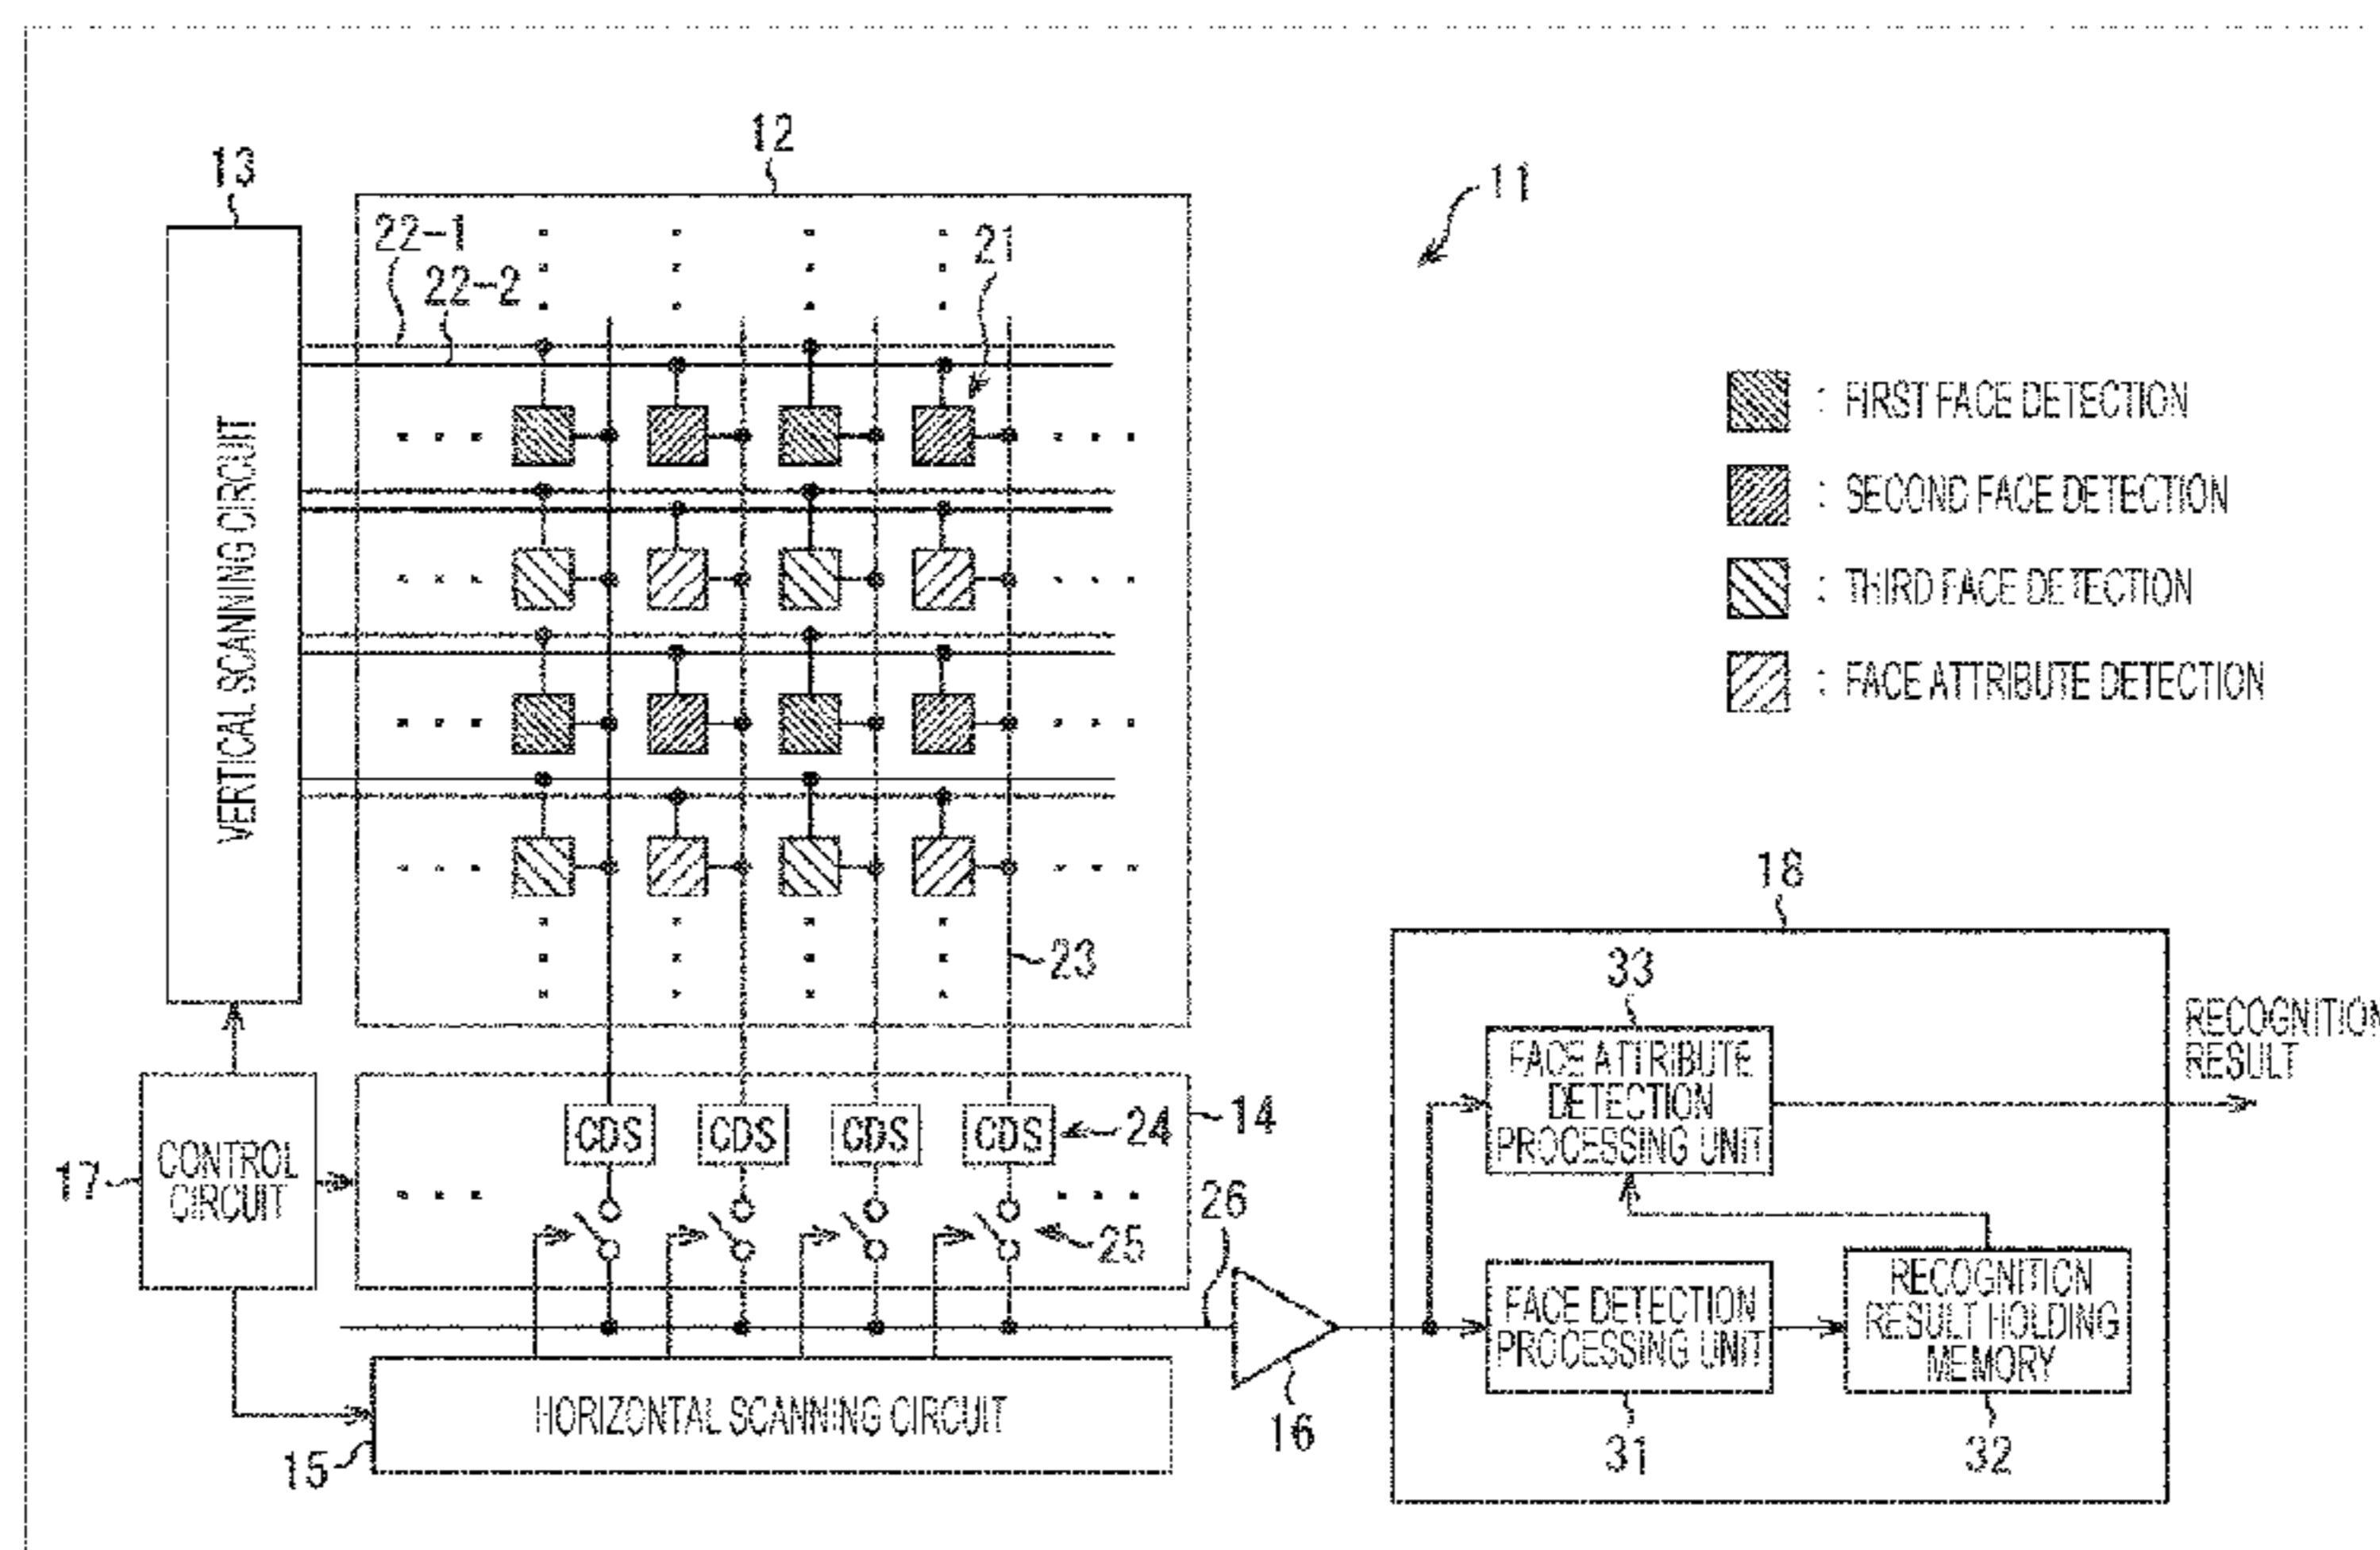 12
13
11
22-1
21
22-2
: FIRST FACE DETECTION
: SECOND FACE DETECTION
: THIRD FACE DETECTION
: FACE ATTRIBUTE DETECTION
VERTICAL SCANNING CIRCUIT
23
18
33
FACE ATTRIBUTE
DETECTION
PROCESSING UNIT
RECOGNITION
RESULT
CONTROL
CIRCUIT
17
CDS
CDS
CDS
CDS
24
14
25
26
16
FACE DETECTION
PROCESSING UNIT
31
RECOGNITION
RESULT HOLDING
MEMORY
32
HORIZONTAL SCANNING CIRCUIT
15